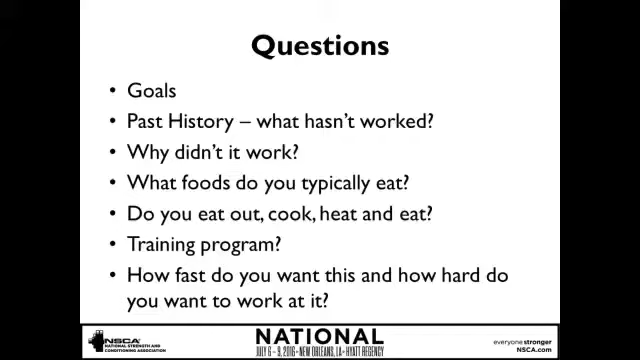 Questions
• Goals
• Past History – what hasn't worked?
• Why didn't it work?
• What foods do you typically eat?
• Do you eat out, cook, heat and eat?
• Training program?
• How fast do you want this and how hard do
you want to work at it?
NSCA
NATIONAL STRENGTH AND
CONDITIONING ASSOCIATION
NATIONAL
JULY 6 – 9, 2016 • NEW ORLEANS, LA • HYATT REGENCY
everyone stronger
NSCA.com